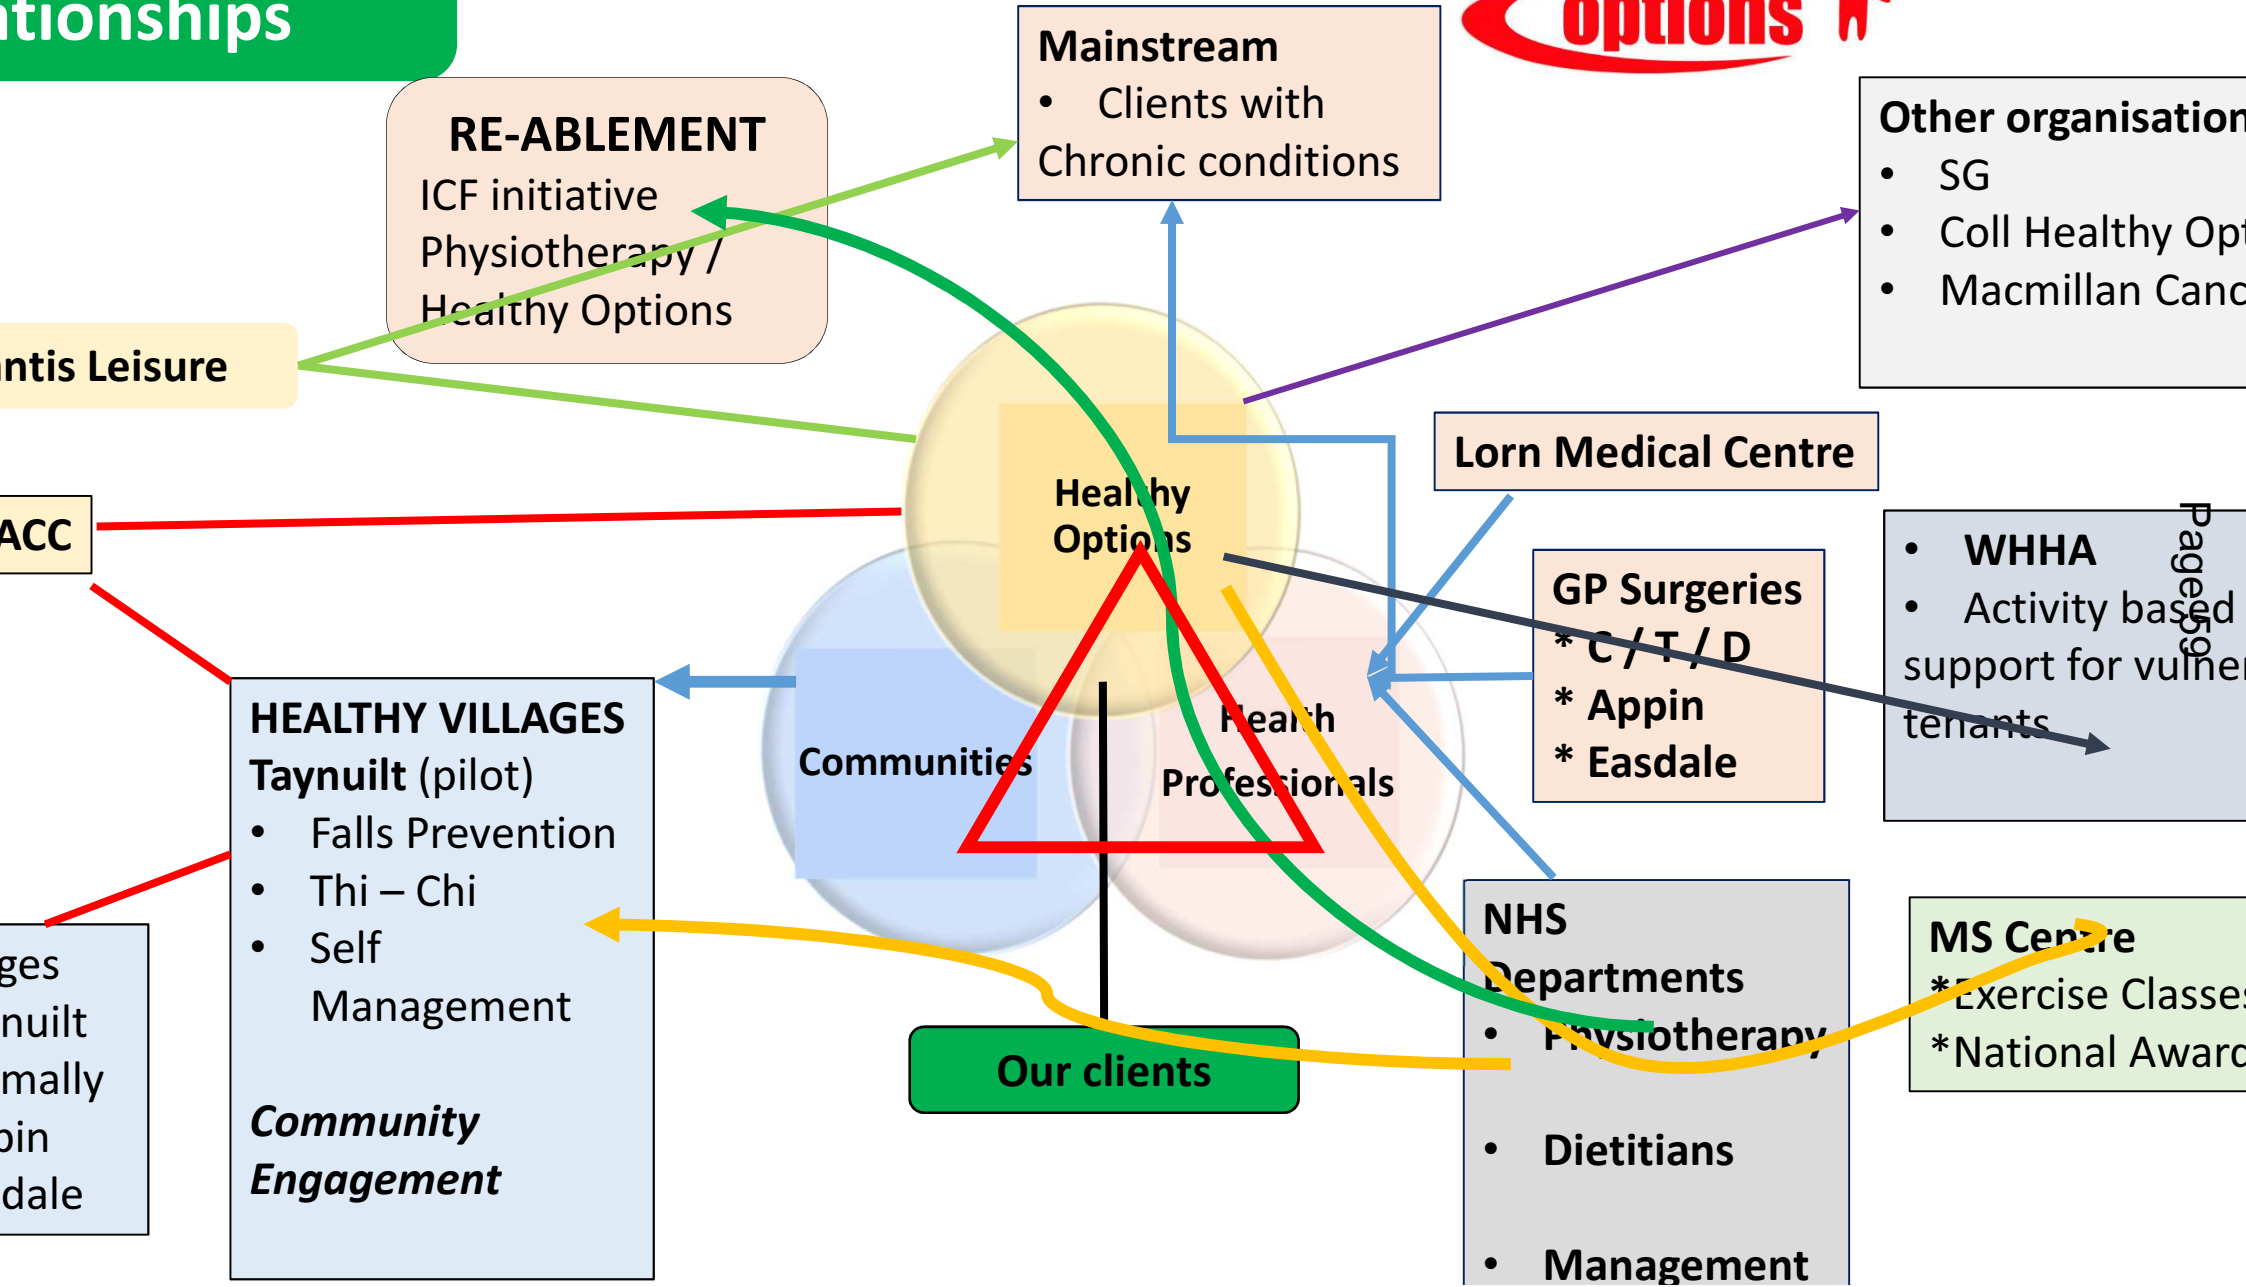 ationships
options
Mainstream
• Clients with
Chronic conditions
RE-ABLEMENT
ICF initiative
Physiotherapy /
Healthy Options
Other organisation
• SG
• Coll Healthy Opt
• Macmillan Canc
ntis Leisure
Lorn Medical Centre
ACC
Healthy
Options
GP Surgeries
* C / T / D
* Appin
* Easdale
• WHHA
• Activity based
support for vulner
tenants
Page 59
HEALTHY VILLAGES
Taynuilt (pilot)
• Falls Prevention
• Thi – Chi
• Self
Management
Community
Engagement
Communities
Health
Professionals
ges
nuilt
mally
pin
dale
Our clients
NHS
Departments
• Physiotherapy
• Dietitians
• Management
MS Centre
*Exercise Classes
*National Award